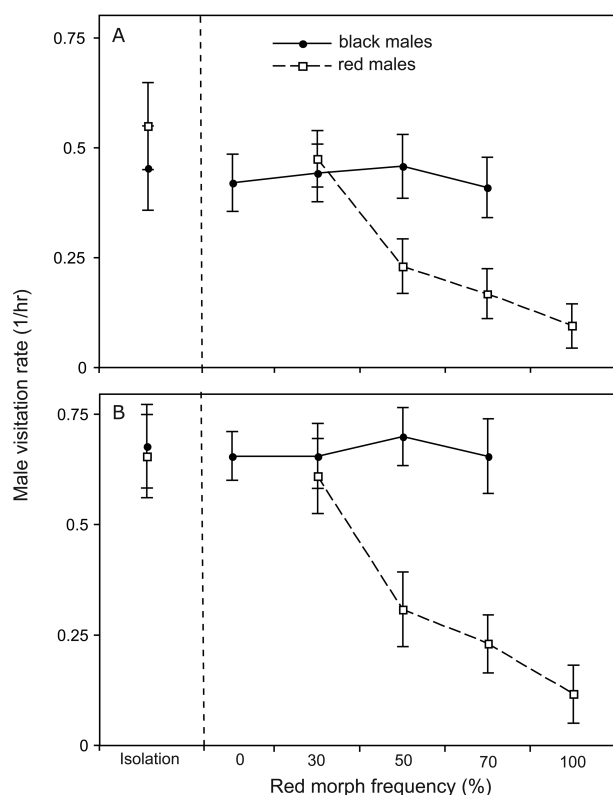 A
black males
red males
0.75
0.5
0.25
0
Male visitation rate (1/hr)
B
0.75
0.5
0.25
0
Isolation 0 30 50 70 100
Red morph frequency (%)